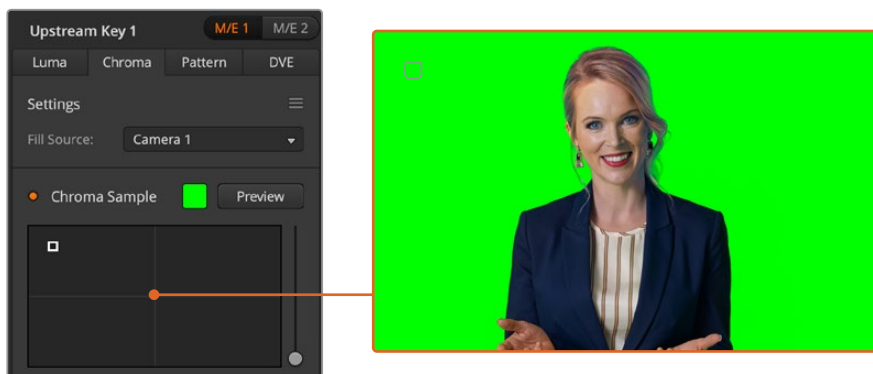 Upstream Key 1
M/E 1 M/E 2
Luma Chroma Pattern DVE
Settings
Fill Source: Camera 1
Chroma Sample Preview